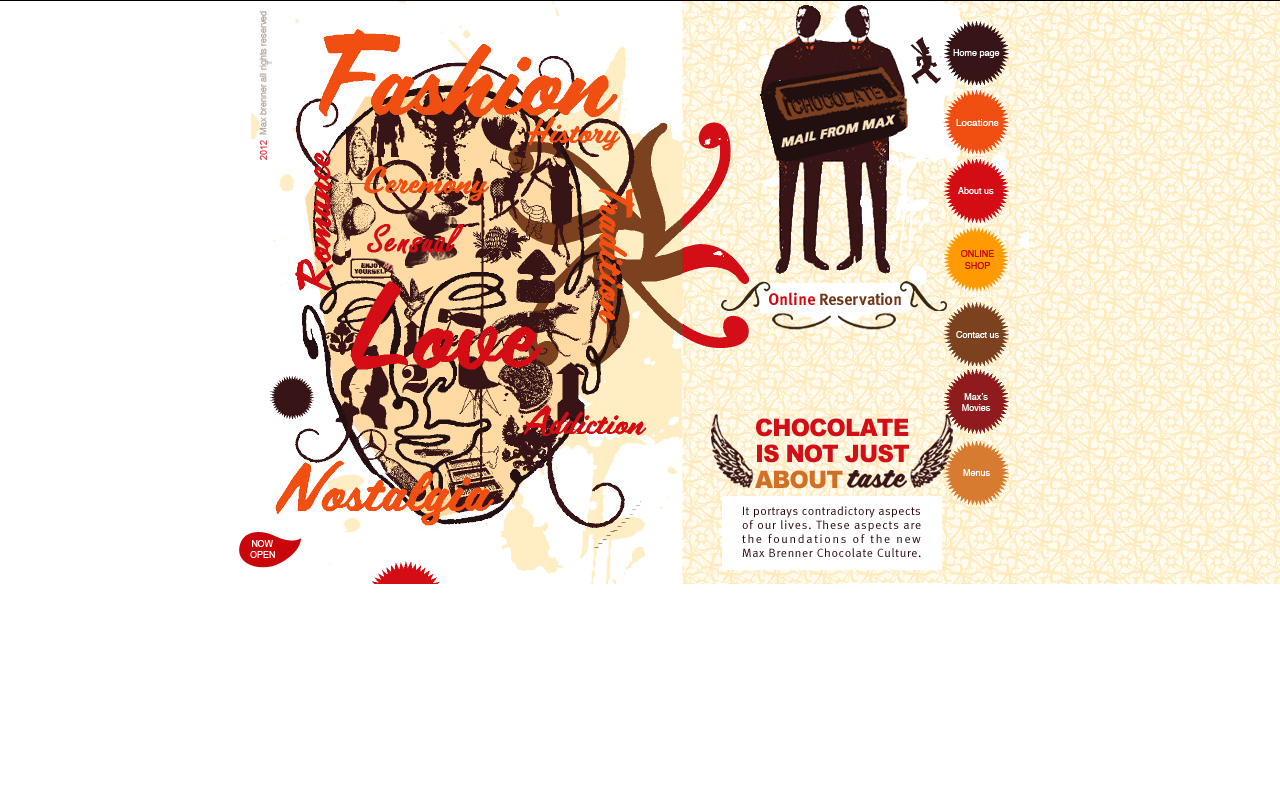 2012 Max brenner all rights reserved
Fashion
History
Romance
Ceremony
Tradition
Sensual
ENJOY
YOURSELF
Love
2
Addiction
Nostalgia
NOW
OPEN
CHOCOLATE
MAIL FROM MAX
Online Reservation
CHOCOLATE
IS NOT JUST
ABOUT taste
It portrays contradictory aspects
of our lives. These aspects are
the foundations of the new
Max Brenner Chocolate Culture.
Home page
Locations
About us
ONLINE
SHOP
Contact us
Max's
Movies
Menus